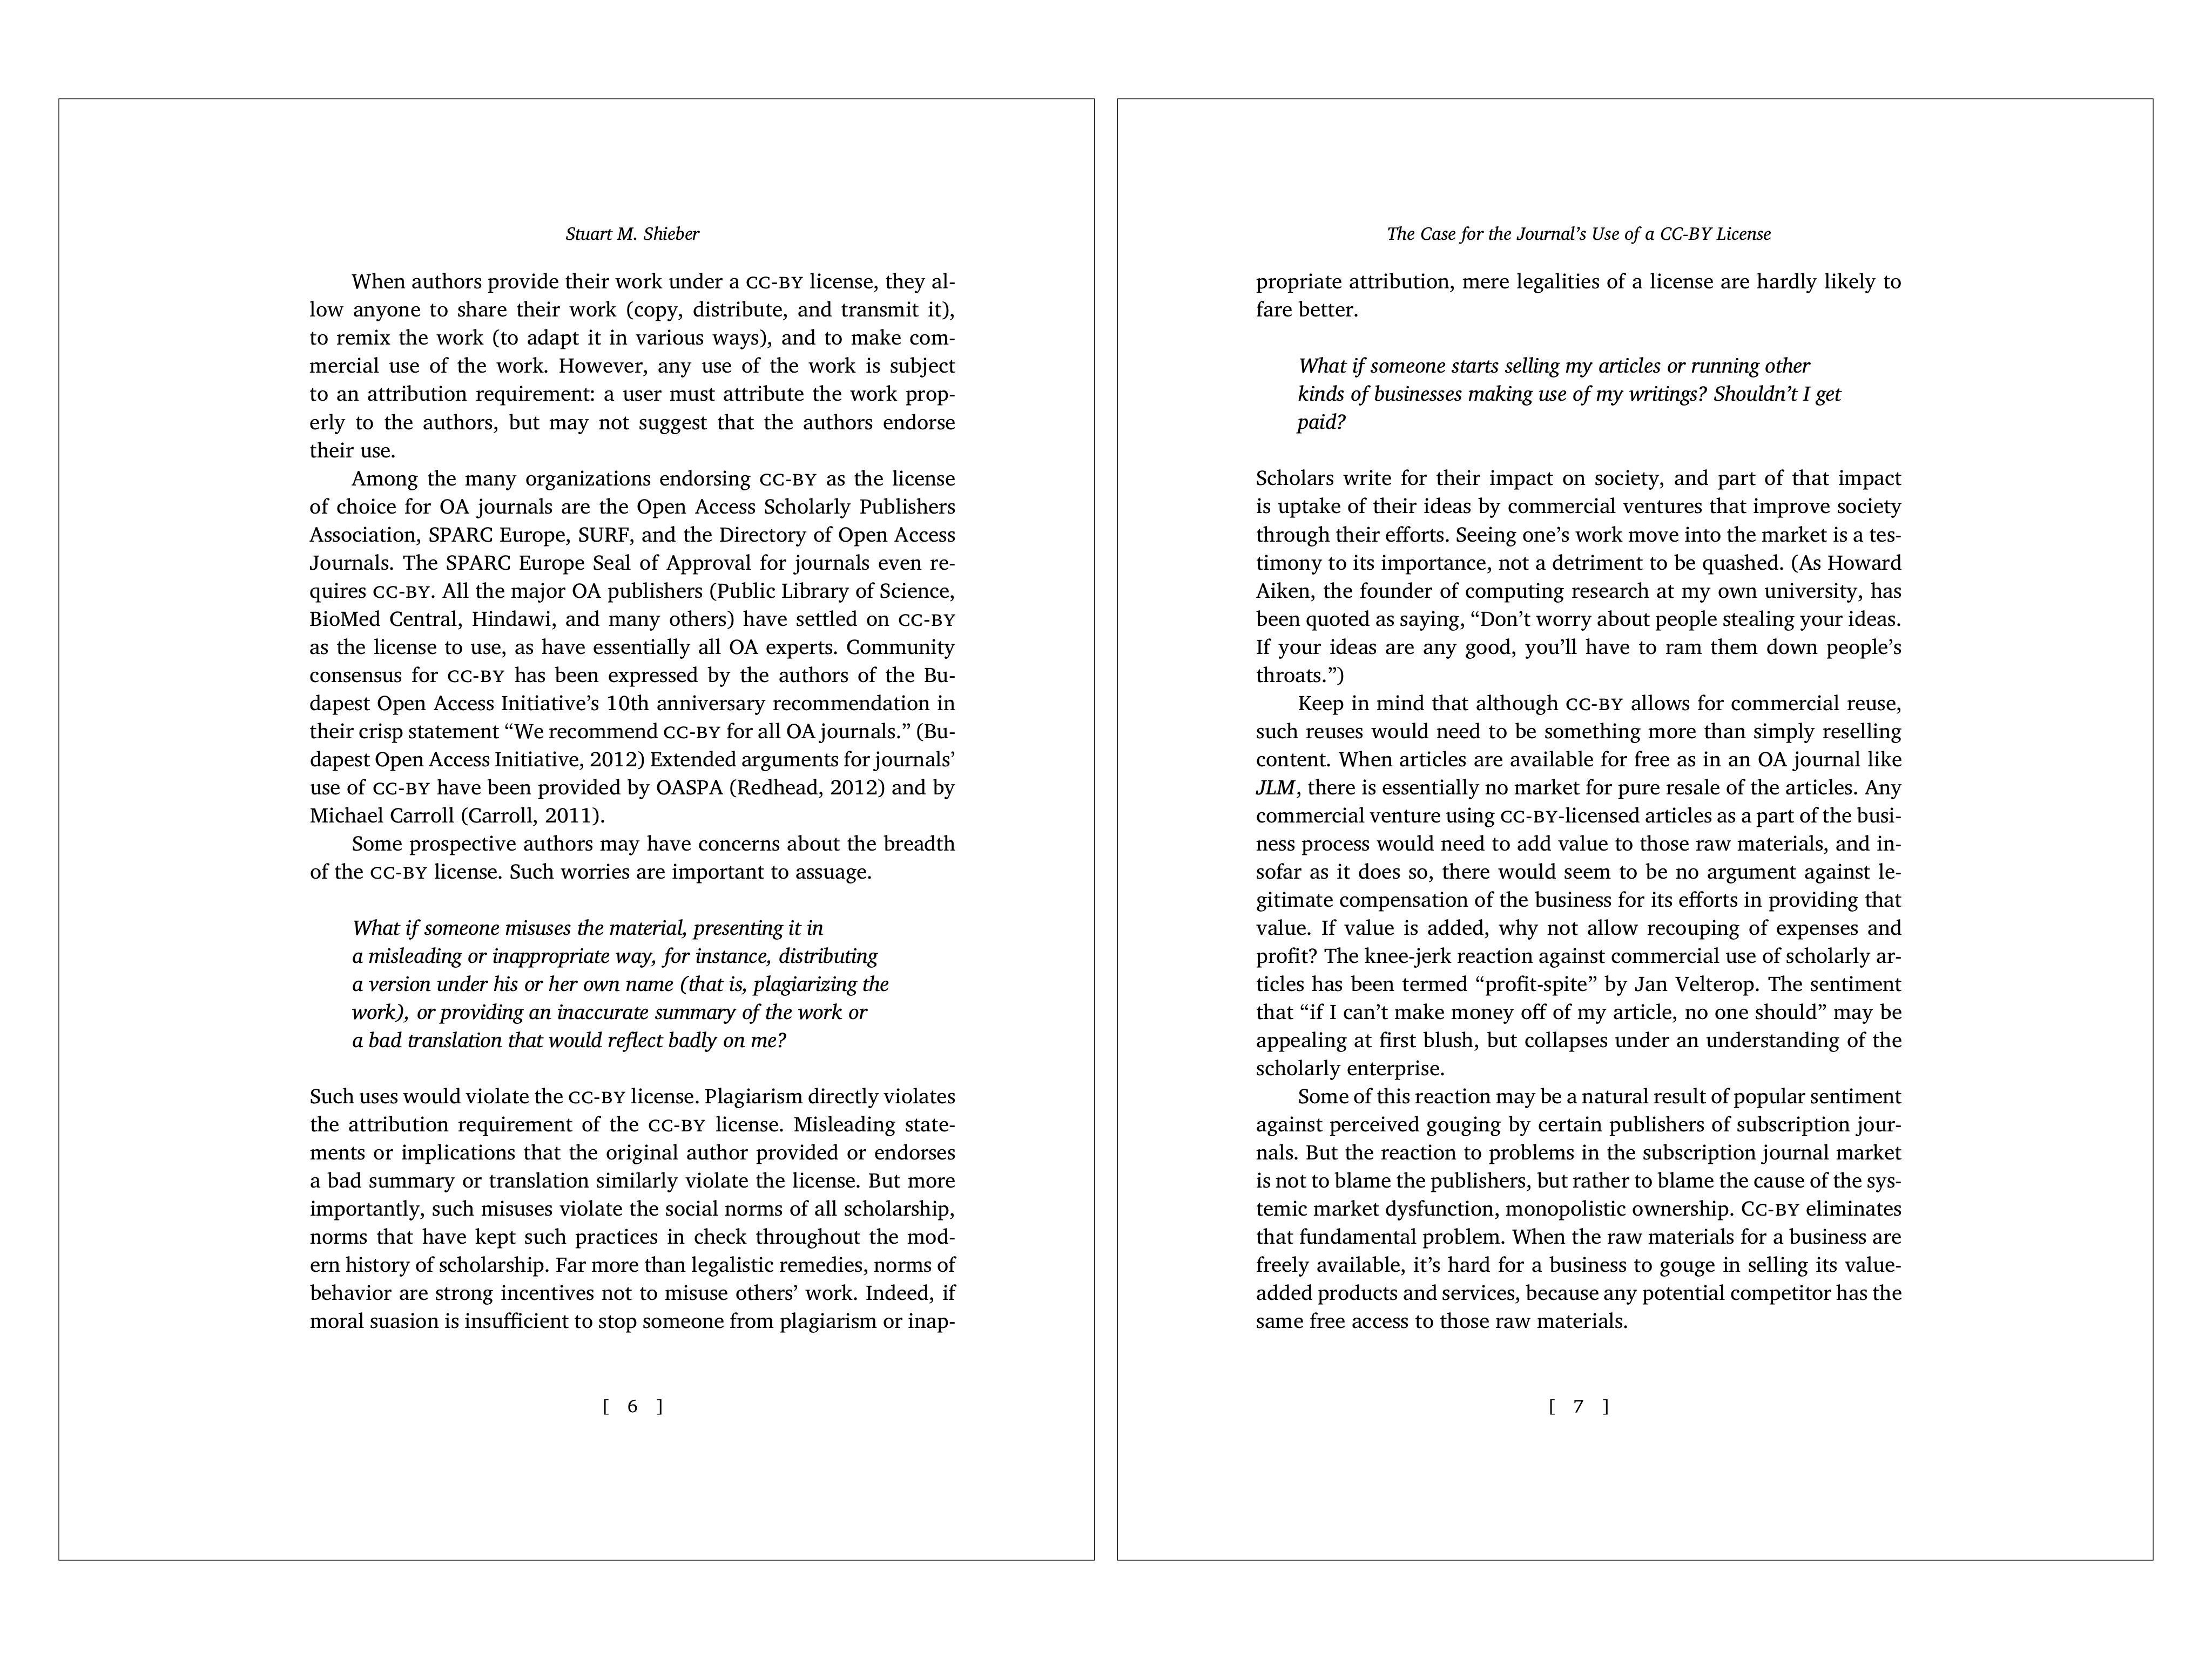 Stuart M. Shieber
When authors provide their work under a CC-BY license, they al-
low anyone to share their work (copy, distribute, and transmit it),
to remix the work (to adapt it in various ways), and to make com-
mercial use of the work. However, any use of the work is subject
to an attribution requirement: a user must attribute the work prop-
erly to the authors, but may not suggest that the authors endorse
their use.
Among the many organizations endorsing CC-BY as the license
of choice for OA journals are the Open Access Scholarly Publishers
Association, SPARC Europe, SURF, and the Directory of Open Access
Journals. The SPARC Europe Seal of Approval for journals even re-
quires CC-BY. All the major OA publishers (Public Library of Science,
BioMed Central, Hindawi, and many others) have settled on CC-BY
as the license to use, as have essentially all OA experts. Community
consensus for CC-BY has been expressed by the authors of the Bu-
dapest Open Access Initiative’s 10th anniversary recommendation in
their crisp statement “We recommend CC-BY for all OA journals.” (Bu-
dapest Open Access Initiative, 2012) Extended arguments for journals’
use of CC-BY have been provided by OASPA (Redhead, 2012) and by
Michael Carroll (Carroll, 2011).
Some prospective authors may have concerns about the breadth
of the CC-BY license. Such worries are important to assuage.
What if someone misuses the material, presenting it in
a misleading or inappropriate way, for instance, distributing
a version under his or her own name (that is, plagiarizing the
work), or providing an inaccurate summary of the work or
a bad translation that would reflect badly on me?
Such uses would violate the CC-BY license. Plagiarism directly violates
the attribution requirement of the CC-BY license. Misleading state-
ments or implications that the original author provided or endorses
a bad summary or translation similarly violate the license. But more
importantly, such misuses violate the social norms of all scholarship,
norms that have kept such practices in check throughout the mod-
ern history of scholarship. Far more than legalistic remedies, norms of
behavior are strong incentives not to misuse others’ work. Indeed, if
moral suasion is insufficient to stop someone from plagiarism or inap-
[ 6 ]
The Case for the Journal’s Use of a CC-BY License
propriate attribution, mere legalities of a license are hardly likely to
fare better.
What if someone starts selling my articles or running other
kinds of businesses making use of my writings? Shouldn’t I get
paid?
Scholars write for their impact on society, and part of that impact
is uptake of their ideas by commercial ventures that improve society
through their efforts. Seeing one’s work move into the market is a tes-
timony to its importance, not a detriment to be quashed. (As Howard
Aiken, the founder of computing research at my own university, has
been quoted as saying, “Don’t worry about people stealing your ideas.
If your ideas are any good, you’ll have to ram them down people’s
throats.”)
Keep in mind that although CC-BY allows for commercial reuse,
such reuses would need to be something more than simply reselling
content. When articles are available for free as in an OA journal like
JLM, there is essentially no market for pure resale of the articles. Any
commercial venture using CC-BY-licensed articles as a part of the busi-
ness process would need to add value to those raw materials, and in-
sofar as it does so, there would seem to be no argument against le-
gitimate compensation of the business for its efforts in providing that
value. If value is added, why not allow recouping of expenses and
profit? The knee-jerk reaction against commercial use of scholarly ar-
ticles has been termed “profit-spite” by Jan Velterop. The sentiment
that “if I can’t make money off of my article, no one should” may be
appealing at first blush, but collapses under an understanding of the
scholarly enterprise.
Some of this reaction may be a natural result of popular sentiment
against perceived gouging by certain publishers of subscription jour-
nals. But the reaction to problems in the subscription journal market
is not to blame the publishers, but rather to blame the cause of the sys-
temic market dysfunction, monopolistic ownership. CC-BY eliminates
that fundamental problem. When the raw materials for a business are
freely available, it’s hard for a business to gouge in selling its value-
added products and services, because any potential competitor has the
same free access to those raw materials.
[ 7 ]